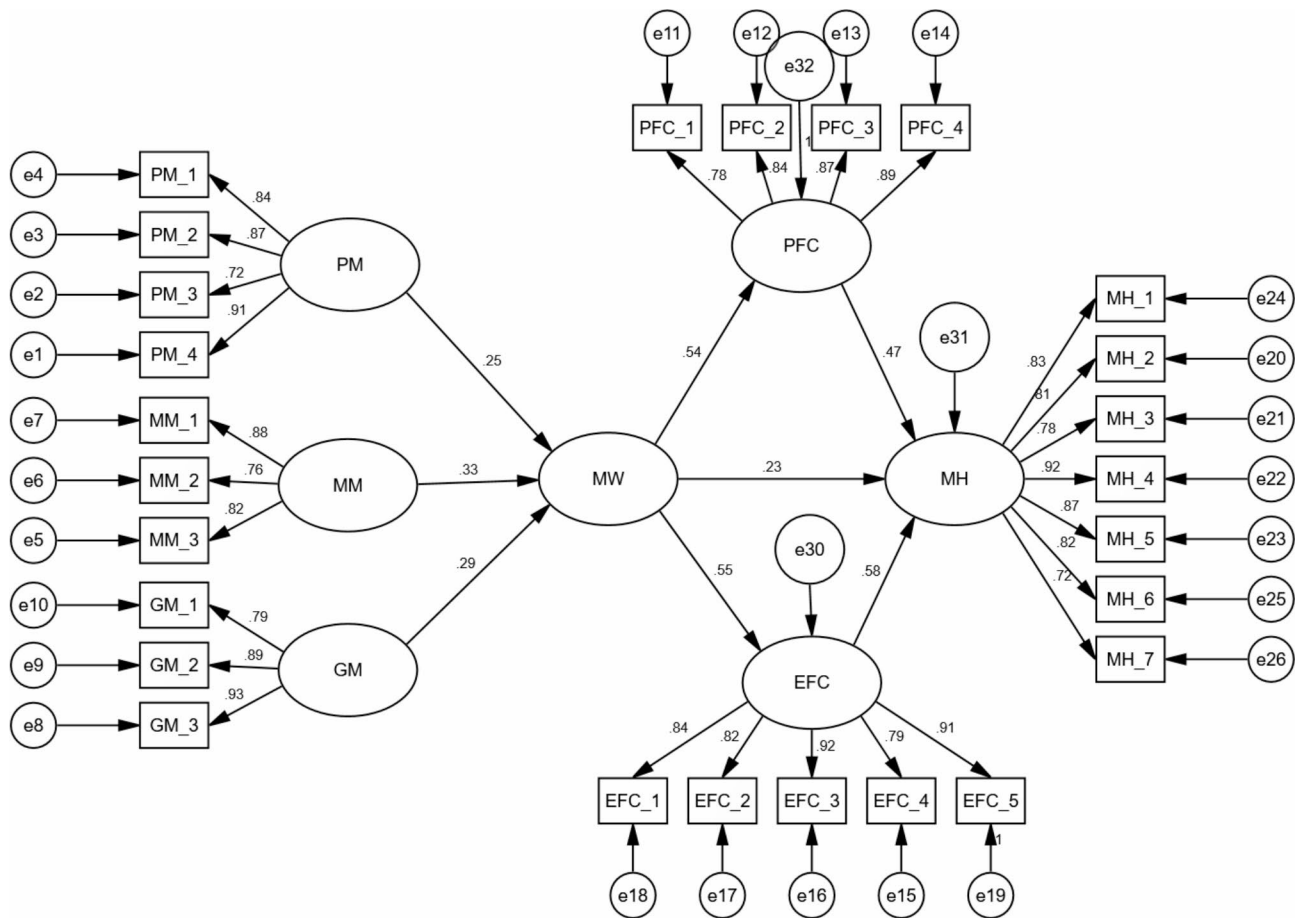 e11
e12
e13
e14
e32
PFC_1
PFC_2
PFC_3
PFC_4
1
.78
.84
.87
.89
PFC
e4
PM_1
.84
e3
PM_2
.87
e2
PM_3
.72
e1
PM_4
.91
PM
.25
e7
MM_1
.88
e6
MM_2
.76
e5
MM_3
.82
MM
.33
e10
GM_1
.79
e9
GM_2
.89
e8
GM_3
.93
GM
.29
MW
.54
.47
.23
.55
.58
e31
MH
e30
EFC
.83
MH_1
e24
.81
MH_2
e20
.78
MH_3
e21
.92
MH_4
e22
.87
MH_5
e23
.82
MH_6
e25
.72
MH_7
e26
.84
.82
.92
.79
.91
EFC_1
EFC_2
EFC_3
EFC_4
EFC_5
1
e18
e17
e16
e15
e19